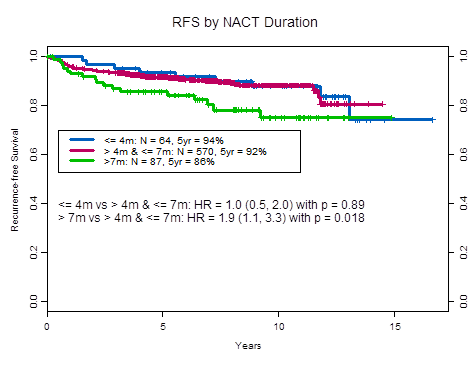 RFS by NACT Duration
Recurrence-free Survival
1.0
0.8
0.6
0.4
0.2
0.0
1.0
0.8
0.6
0.4
0.2
0.0
<= 4m: N = 64, 5yr = 94%
> 4m & <= 7m: N = 570, 5yr = 92%
>7m: N = 87, 5yr = 86%
<= 4m vs > 4m & <= 7m: HR = 1.0 (0.5, 2.0) with p = 0.89
> 7m vs > 4m & <= 7m: HR = 1.9 (1.1, 3.3) with p = 0.018
0 5 10 15
Years